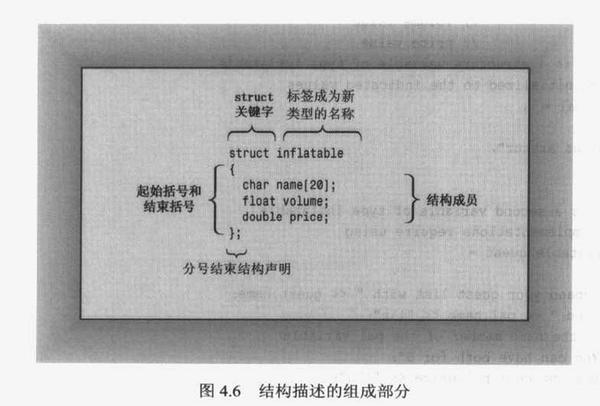 struct 标签成为新
关键字 类型的名称
struct inflatable
{
起始括号和
结束括号
char name[20];
float volume;
double price;
结构成员
};
分号结束结构声明
图 4.6 结构描述的组成部分